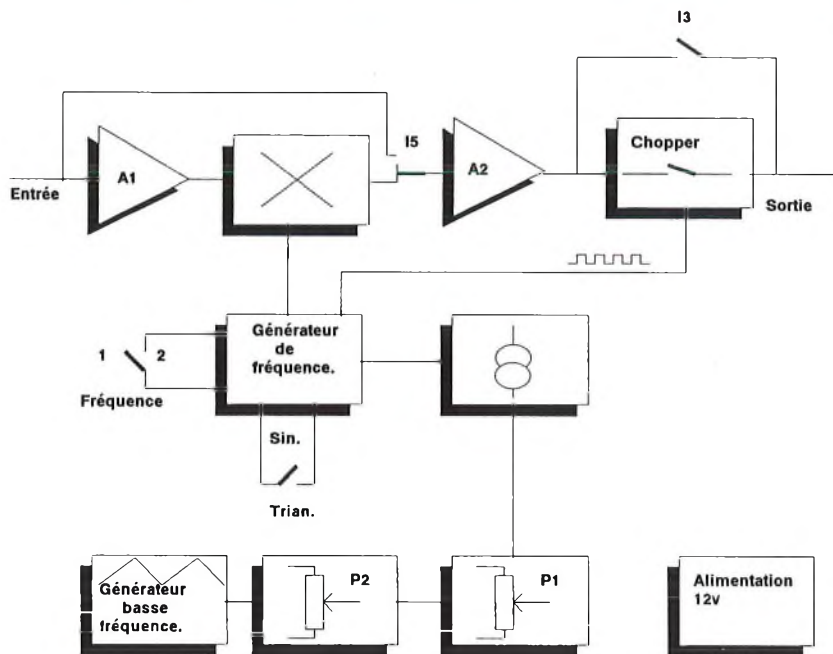 I3
I5
Chopper
A1
A2
Entrée
Sortie
Générateur
de
fréquence.
1
2
Fréquence
Sin.
Trian.
Générateur
basse
fréquence.
P2
P1
Alimentation
12v